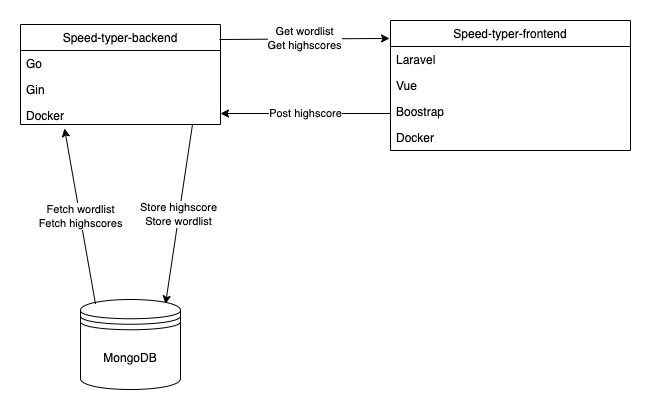 Speed-typer-backend
Go
Gin
Docker
Get wordlist
Get highscores
Speed-typer-frontend
Laravel
Vue
Boostrap
Docker
Post highscore
Fetch wordlist
Fetch highscores
Store highscore
Store wordlist
MongoDB